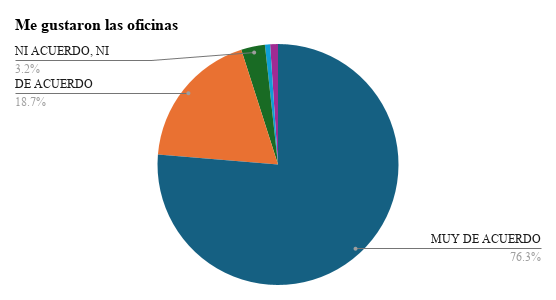 Me gustaron las oficinas
NI ACUERDO, NI
3.2%
DE ACUERDO
18.7%
MUY DE ACUERDO
76.3%